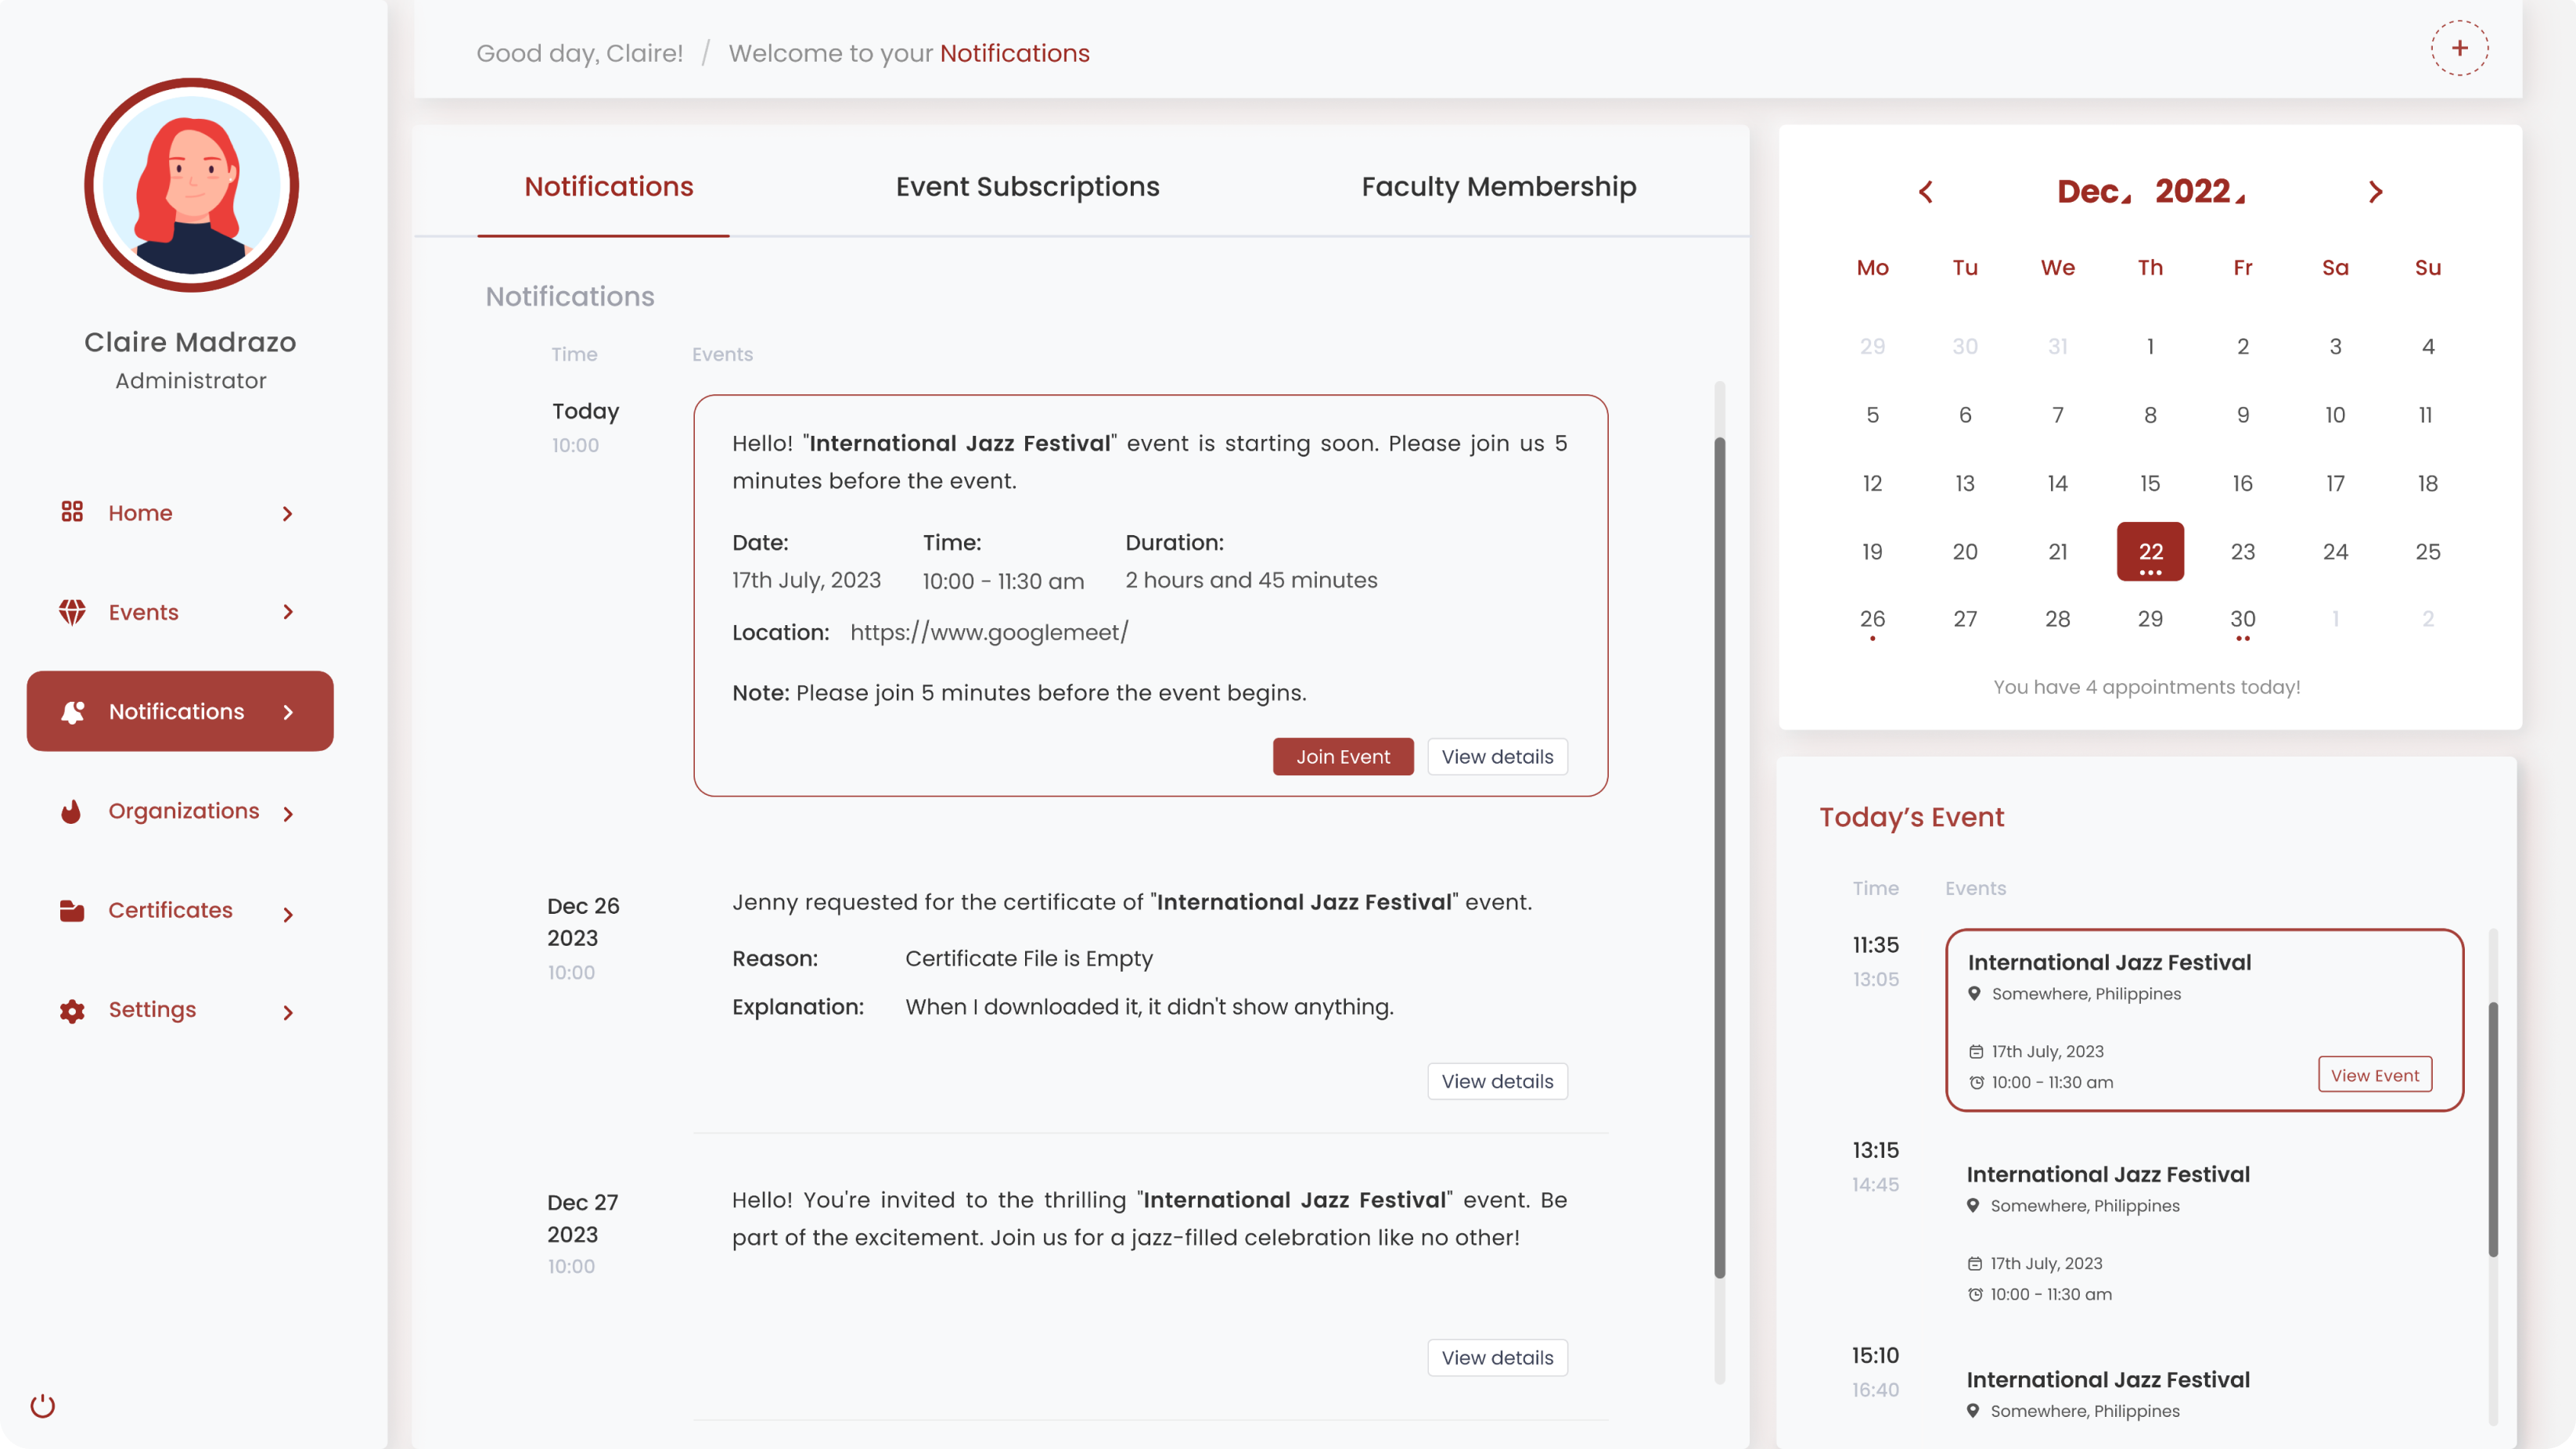 Claire Madrazo
Administrator
Home
Events
Notifications
Organizations
Certificates
Settings
Good day, Claire! / Welcome to your Notifications
+
Notifications Event Subscriptions Faculty Membership
Notifications
Time Events
Today
10:00
Hello! "International Jazz Festival" event is starting soon. Please join us 5
minutes before the event.
Date: Time: Duration:
17th July, 2023 10:00 - 11:30 am 2 hours and 45 minutes
Location: https://www.googlemeet/
Note: Please join 5 minutes before the event begins.
Join Event View details
Dec 26
2023
10:00
Jenny requested for the certificate of "International Jazz Festival" event.
Reason: Certificate File is Empty
Explanation: When I downloaded it, it didn't show anything.
View details
Dec 27
2023
10:00
Hello! You're invited to the thrilling "International Jazz Festival" event. Be
part of the excitement. Join us for a jazz-filled celebration like no other!
View details
Dec 2022
Mo Tu We Th Fr Sa Su
29 30 31 1 2 3 4
5 6 7 8 9 10 11
12 13 14 15 16 17 18
19 20 21 22 23 24 25
26 27 28 29 30 1 2
You have 4 appointments today!
Today's Event
Time Events
11:35
13:05
International Jazz Festival
Somewhere, Philippines
17th July, 2023
10:00 - 11:30 am
View Event
13:15
14:45
International Jazz Festival
Somewhere, Philippines
17th July, 2023
10:00 - 11:30 am
15:10
16:40
International Jazz Festival
Somewhere, Philippines